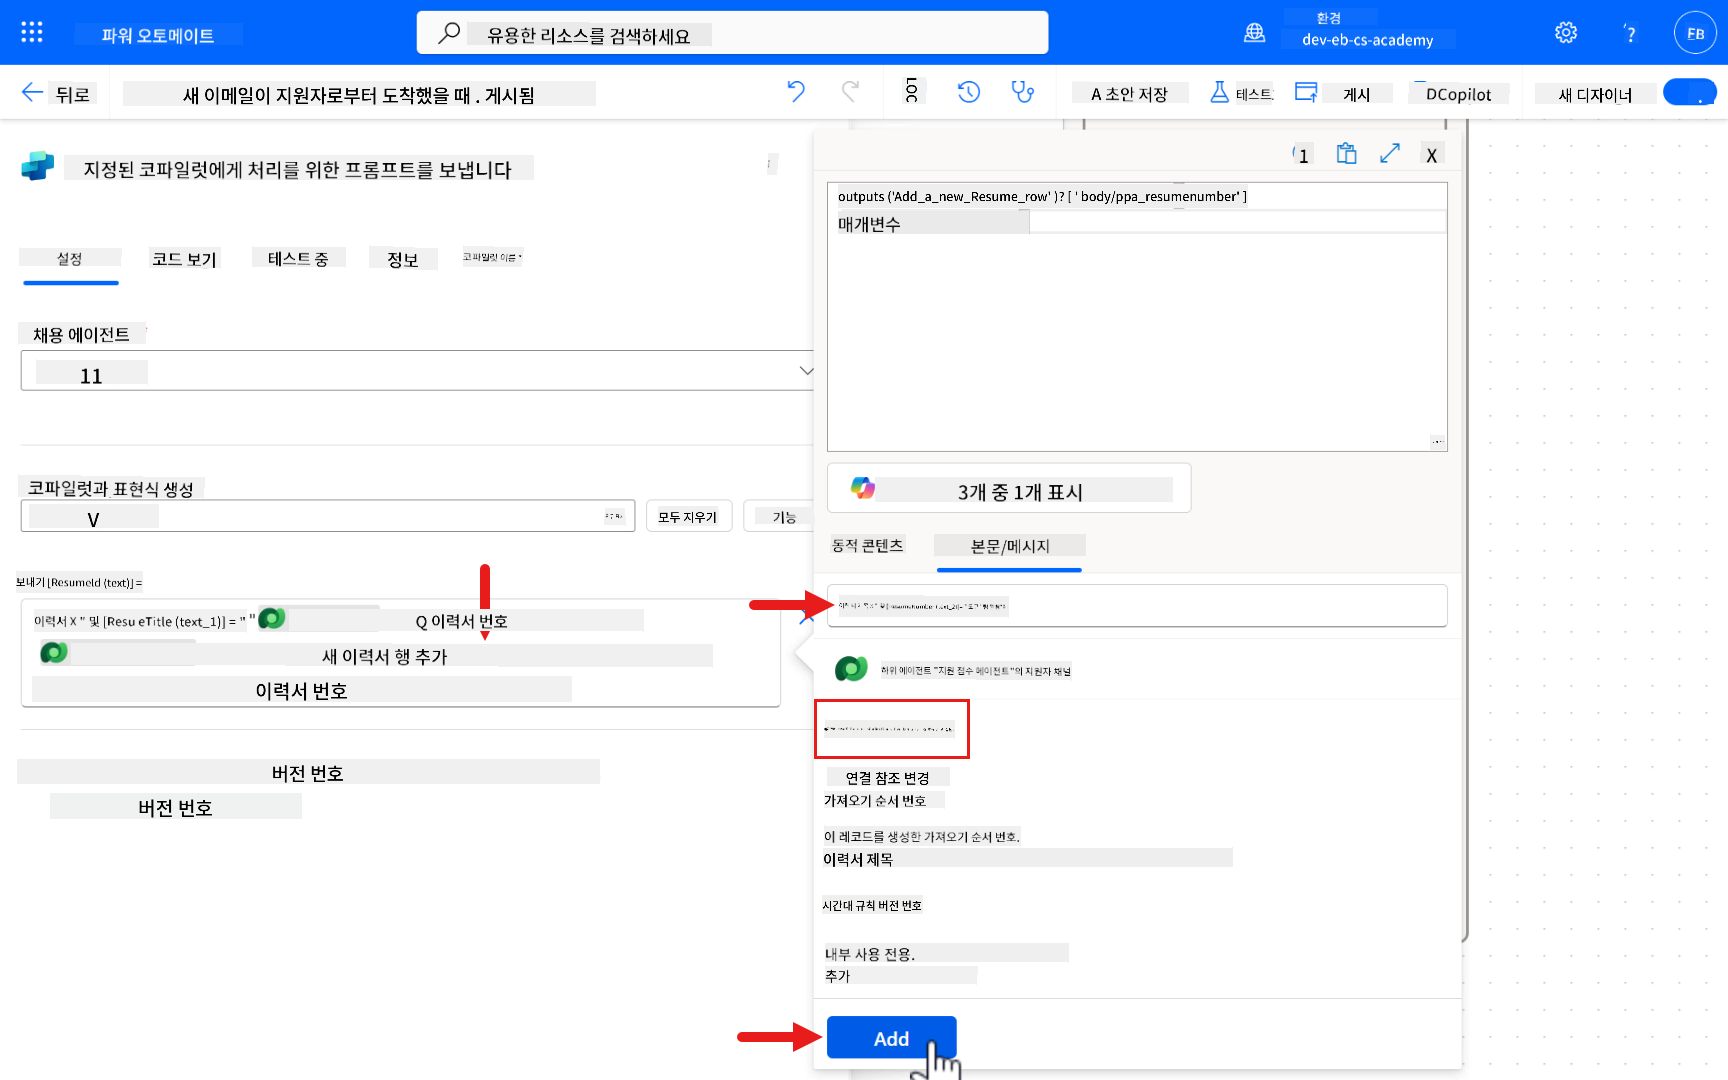 파워 오토메이트
유용한 리소스를 검색하세요
환경
dev-eb-cs-academy
?
FB
뒤로
새 이메일이 지원자로부터 도착했을 때 . 게시됨
LOC
A 초안 저장
테스트
게시
DCopilot
새 디자이너
지정된 코파일럿에게 처리를 위한 프롬프트를 보냅니다
1
X
outputs ('Add_a_new_Resume_row' )? [ ' body/ppa_resumenumber' ]
매개변수
설정
코드 보기
테스트 중
정보
코파일럿 이름 *
채용 에이전트
11
코파일럿과 표현식 생성
V
모두 지우기
기능
3개 중 1개 표시
동적 콘텐츠
본문/메시지
보내기 [ResumeId (text)] =
이력서 X " 및 [Resu eTitle (text_1)] = " "
Q 이력서 번호
새 이력서 행 추가
이력서 번호
하위 에이전트 "지원 접수 에이전트"의 지원자 채널
버전 번호
버전 번호
연결 참조 변경
가져오기 순서 번호
이 레코드를 생성한 가져오기 순서 번호.
이력서 제목
시간대 규칙 버전 번호
내부 사용 전용.
추가
Add